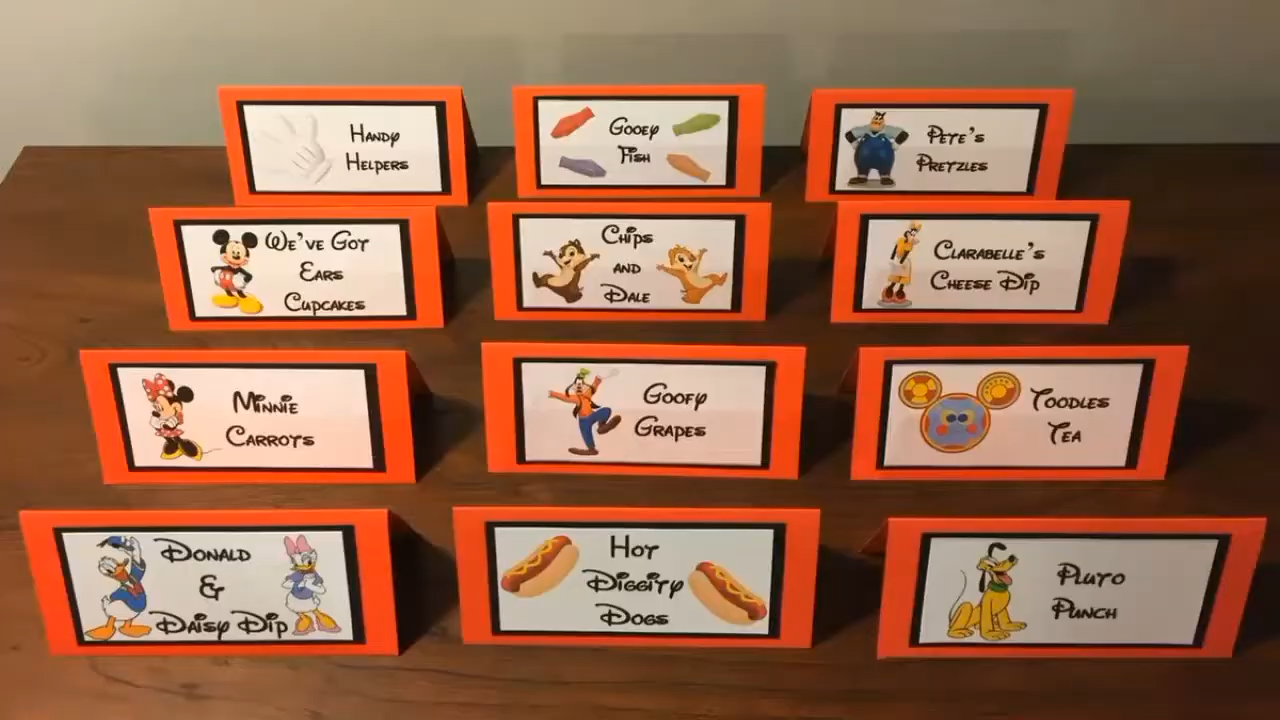 Handy
Helpers
Gooey
Fish
Pete's
Pretzles
We've Got
Ears
Cupcakes
Chips
and
Dale
Clarabelle's
Cheese Dip
Minnie
Carrots
Goofy
Grapes
Toodles
Tea
Donald
&
Daisy Dip
Hot
Diggity
Dogs
Pluto
Punch